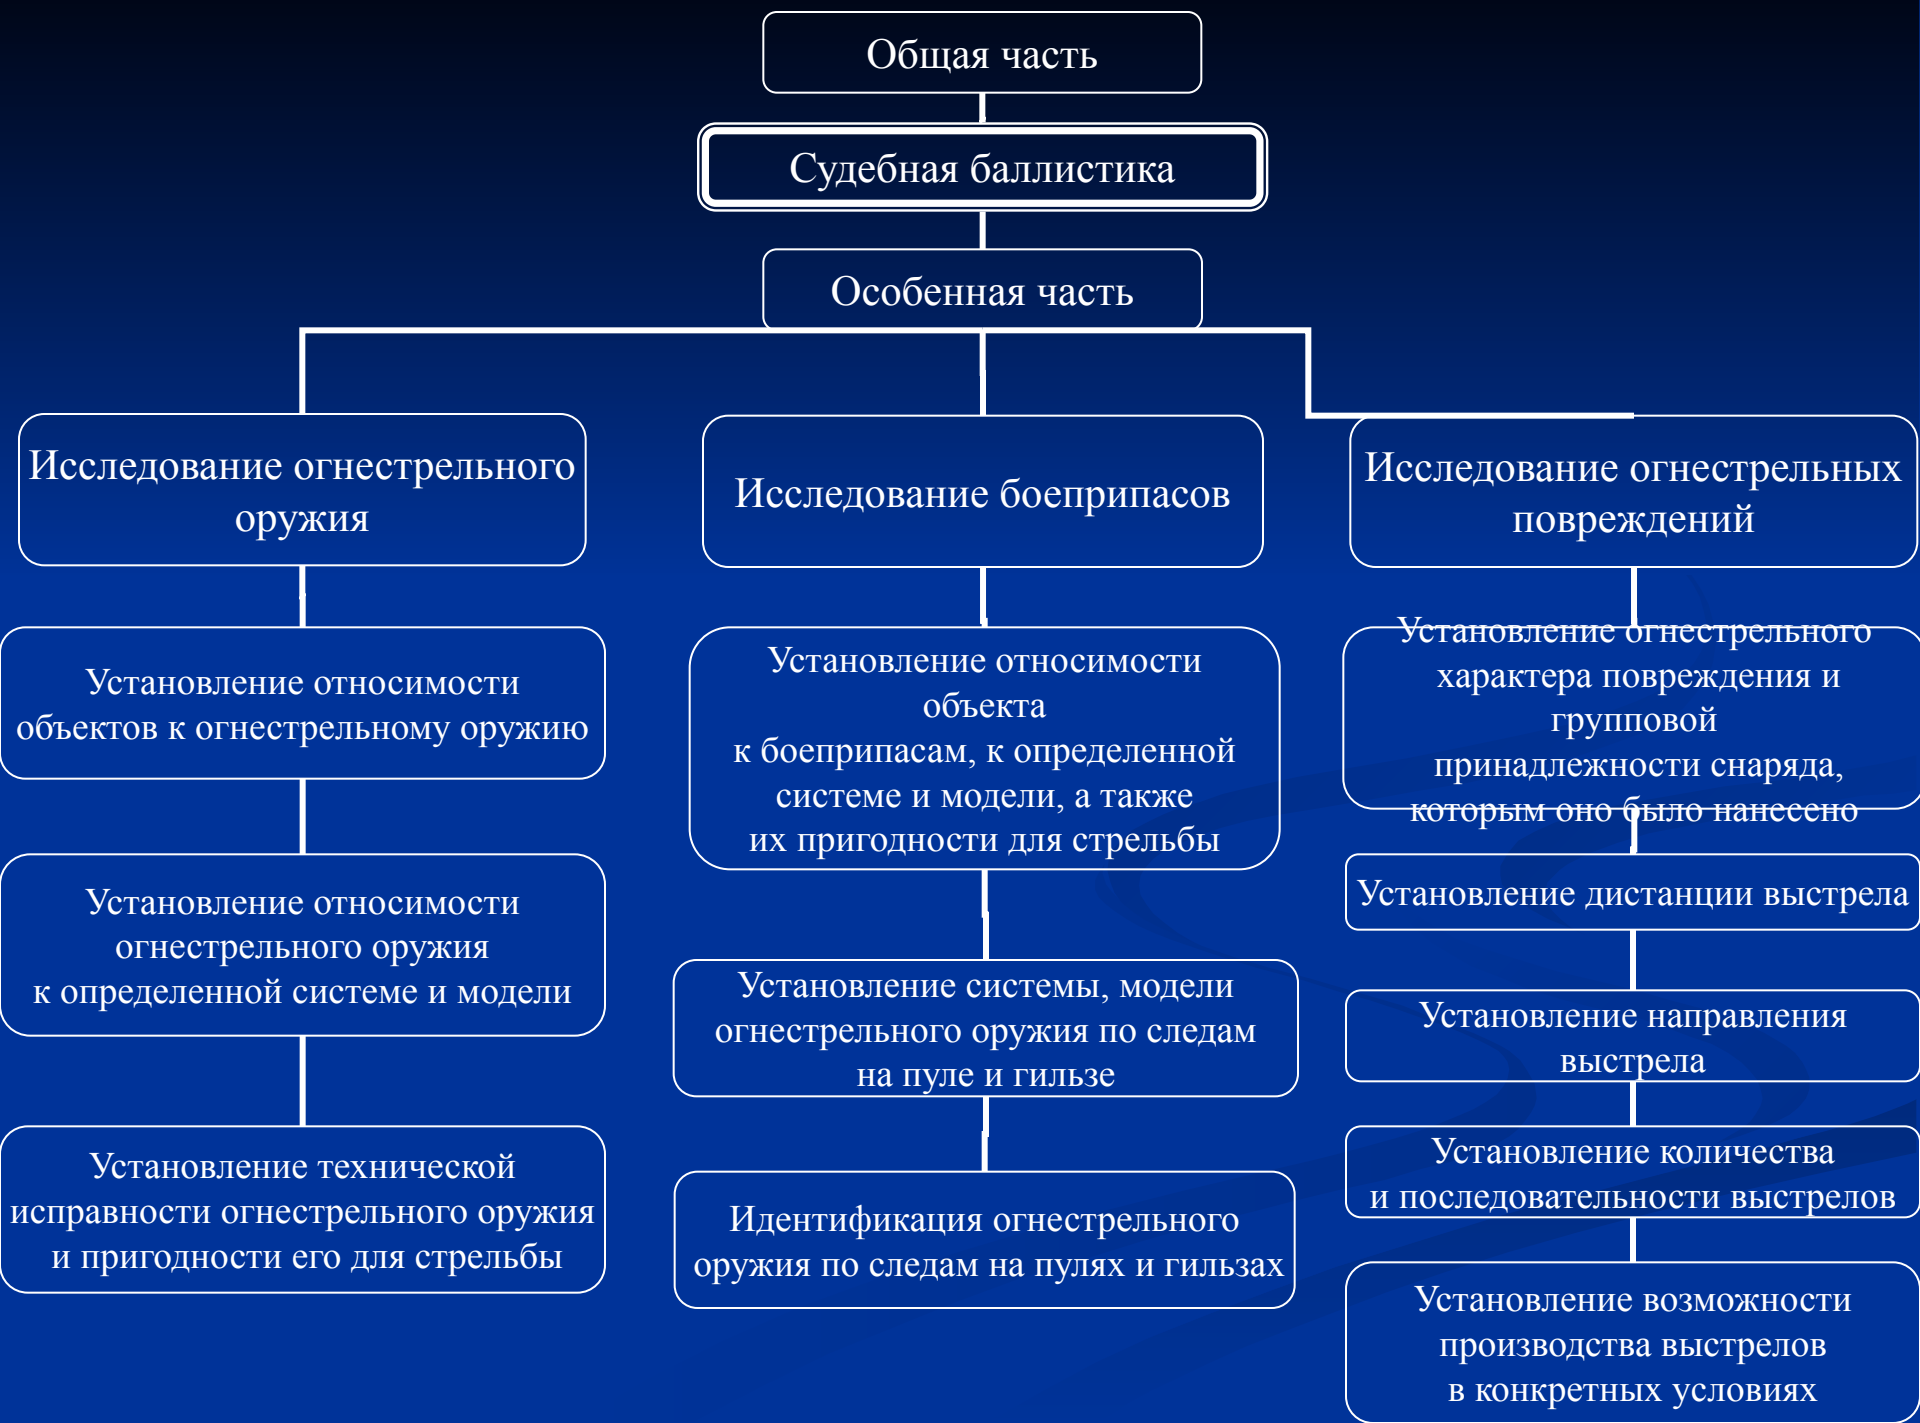 Общая часть
Судебная баллистика
Особенная часть
Исследование огнестрельного
оружия
Установление относимости
объектов к огнестрельному оружию
Установление относимости
огнестрельного оружия
к определенной системе и модели
Установление технической
исправности огнестрельного оружия
и пригодности его для стрельбы
Исследование боеприпасов
Установление относимости
объекта
к боеприпасам, к определенной
системе и модели, а также
их пригодности для стрельбы
Установление системы, модели
огнестрельного оружия по следам
на пуле и гильзе
Идентификация огнестрельного
оружия по следам на пулях и гильзах
Исследование огнестрельных
повреждений
Установление огнестрельного
характера повреждения и
групповой
принадлежности снаряда,
которым оно было нанесено
Установление дистанции выстрела
Установление направления
выстрела
Установление количества
и последовательности выстрелов
Установление возможности
производства выстрелов
в конкретных условиях